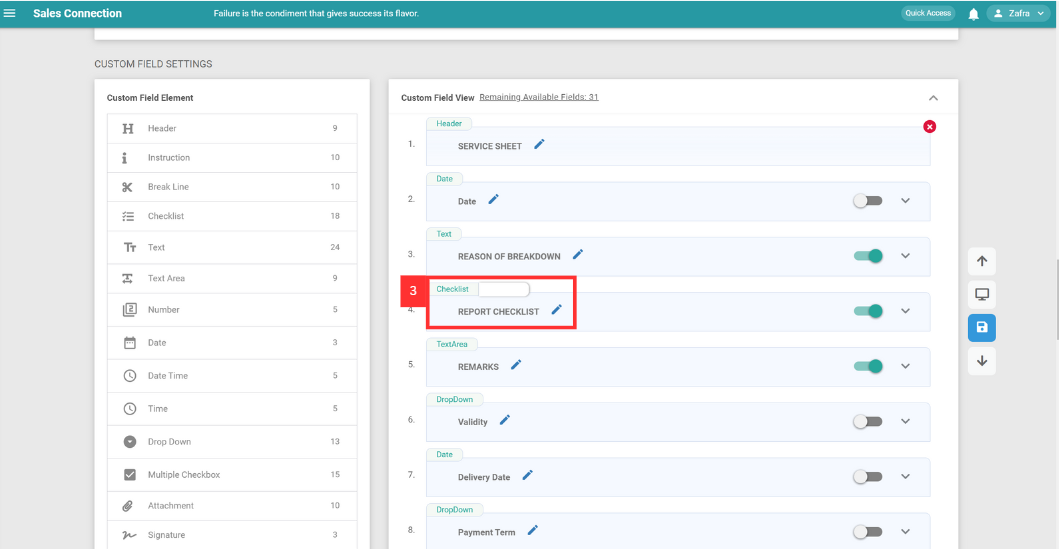 Sales Connection
Failure is the condiment that gives success its flavor.
Quick Access
Zafra
CUSTOM FIELD SETTINGS
Custom Field Element
Header 9
Instruction 10
Break Line 10
Checklist 18
Text 24
Text Area 9
Number 5
Date 3
Date Time 5
Time 5
Drop Down 13
Multiple Checkbox 15
Attachment 10
Signature 3
Custom Field View Remaining Available Fields: 31
Header
1. SERVICE SHEET
Date
2. Date
Text
3. REASON OF BREAKDOWN
3
Checklist
4. REPORT CHECKLIST
TextArea
5. REMARKS
DropDown
6. Validity
Date
7. Delivery Date
DropDown
8. Payment Term